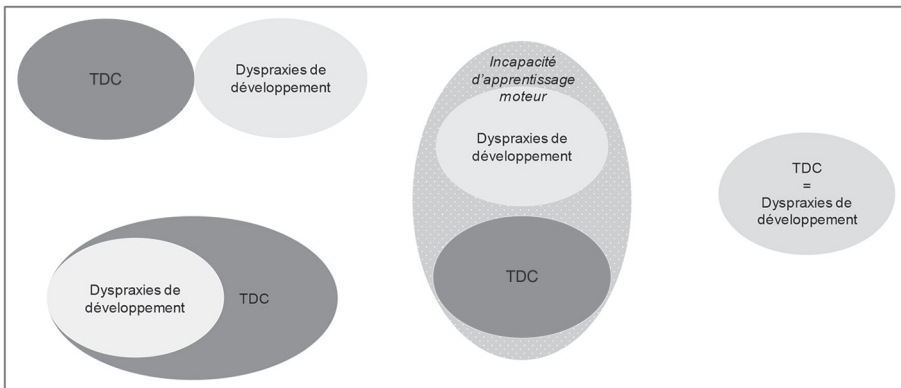 TDC
Dyspraxies de
développement
Incapacité
d'apprentissage
moteur
Dyspraxies de
développement
TDC
TDC
=
Dyspraxies de
développement
Dyspraxies de
développement
TDC